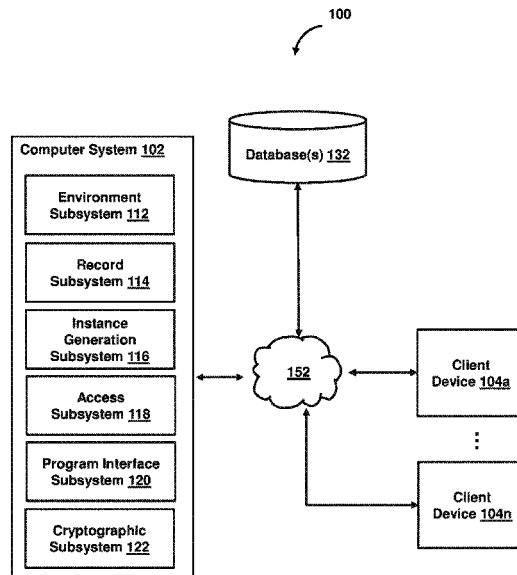 100
Computer System 102
Environment
Subsystem 112
Record
Subsystem 114
Instance
Generation
Subsystem 116
Access
Subsystem 118
Program Interface
Subsystem 120
Cryptographic
Subsystem 122
Database(s) 132
152
Client
Device 104a
Client
Device 104n